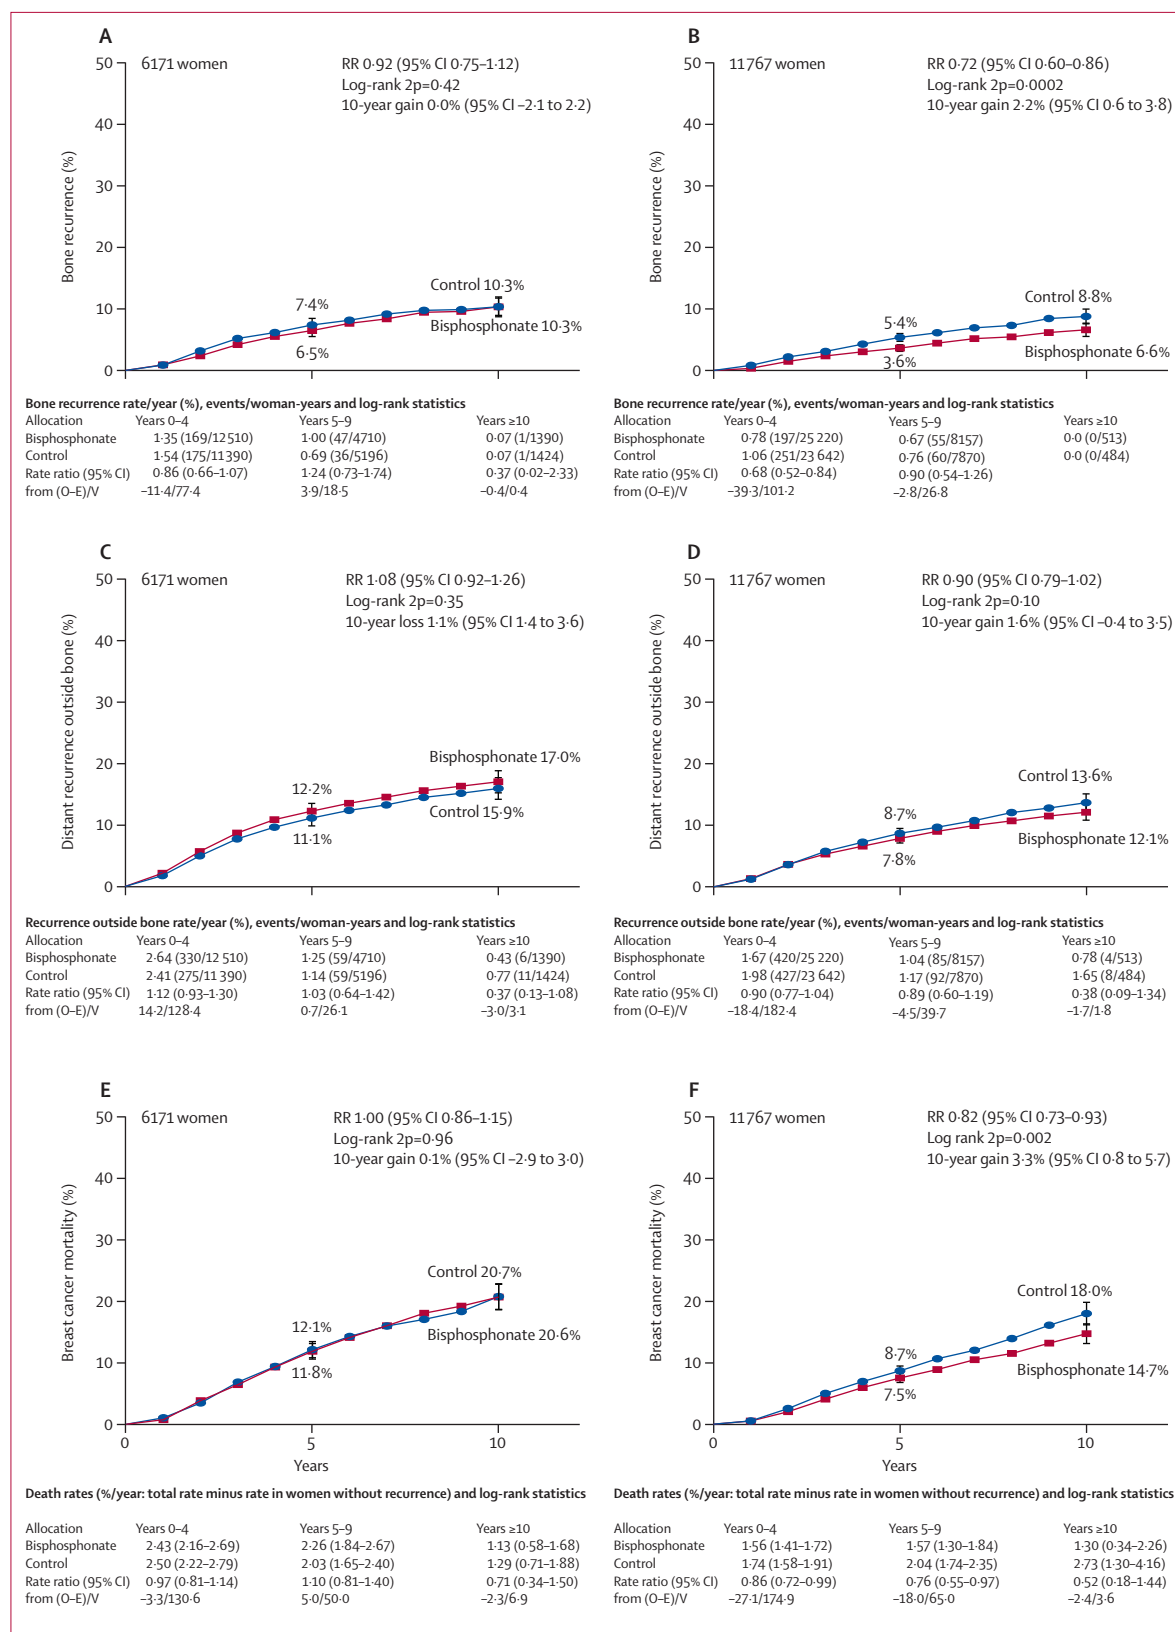 A
6171 women
RR 0·92 (95% CI 0·75–1·12)
Log-rank 2p=0·42
10-year gain 0·0% (95% CI –2·1 to 2·2)
Bone recurrence (%)
50
40
30
20
10
0
7·4%
6·5%
Control 10·3%
Bisphosphonate 10·3%
Bone recurrence rate/year (%), events/woman-years and log-rank statistics
Allocation Years 0–4 Years 5–9 Years ≥10
Bisphosphonate 1·35 (169/12 510) 1·00 (47/4710) 0·07 (1/1390)
Control 1·54 (175/11 390) 0·69 (36/5196) 0·07 (1/1424)
Rate ratio (95% CI) 0·86 (0·66–1·07) 1·24 (0·73–1·74) 0·37 (0·02–2·33)
from (O–E)/V –11·4/77·4 3·9/18·5 –0·4/0·4
B
11 767 women
RR 0·72 (95% CI 0·60–0·86)
Log-rank 2p=0·0002
10-year gain 2·2% (95% CI 0·6 to 3·8)
Bone recurrence (%)
50
40
30
20
10
0
5·4%
3·6%
Control 8·8%
Bisphosphonate 6·6%
Bone recurrence rate/year (%), events/woman-years and log-rank statistics
Allocation Years 0–4 Years 5–9 Years ≥10
Bisphosphonate 0·78 (197/25 220) 0·67 (55/8157) 0·0 (0/513)
Control 1·06 (251/23 642) 0·76 (60/7870) 0·0 (0/484)
Rate ratio (95% CI) 0·68 (0·52–0·84) 0·90 (0·54–1·26)
from (O–E)/V –39·3/101·2 –2·8/26·8
C
6171 women
RR 1·08 (95% CI 0·92–1·26)
Log-rank 2p=0·35
10-year loss 1·1% (95% CI 1·4 to 3·6)
Distant recurrence outside bone (%)
50
40
30
20
10
0
12·2%
11·1%
Bisphosphonate 17·0%
Control 15·9%
Recurrence outside bone rate/year (%), events/woman-years and log-rank statistics
Allocation Years 0–4 Years 5–9 Years ≥10
Bisphosphonate 2·64 (330/12 510) 1·25 (59/4710) 0·43 (6/1390)
Control 2·41 (275/11 390) 1·14 (59/5196) 0·77 (11/1424)
Rate ratio (95% CI) 1·12 (0·93–1·30) 1·03 (0·64–1·42) 0·37 (0·13–1·08)
from (O–E)/V 14·2/128·4 0·7/26·1 –3·0/3·1
D
11 767 women
RR 0·90 (95% CI 0·79–1·02)
Log-rank 2p=0·10
10-year gain 1·6% (95% CI –0·4 to 3·5)
Distant recurrence outside bone (%)
50
40
30
20
10
0
8·7%
7·8%
Control 13·6%
Bisphosphonate 12·1%
Recurrence outside bone rate/year (%), events/woman-years and log-rank statistics
Allocation Years 0–4 Years 5–9 Years ≥10
Bisphosphonate 1·67 (420/25 220) 1·04 (85/8157) 0·78 (4/513)
Control 1·98 (427/23 642) 1·17 (92/7870) 1·65 (8/484)
Rate ratio (95% CI) 0·90 (0·77–1·04) 0·89 (0·60–1·19) 0·38 (0·09–1·34)
from (O–E)/V –18·4/182·4 –4·5/39·7 –1·7/1·8
E
6171 women
RR 1·00 (95% CI 0·86–1·15)
Log-rank 2p=0·96
10-year gain 0·1% (95% CI –2·9 to 3·0)
Breast cancer mortality (%)
50
40
30
20
10
0
12·1%
11·8%
Control 20·7%
Bisphosphonate 20·6%
0 5 10
Years
Death rates (%/year: total rate minus rate in women without recurrence) and log-rank statistics
Allocation Years 0–4 Years 5–9 Years ≥10
Bisphosphonate 2·43 (2·16–2·69) 2·26 (1·84–2·67) 1·13 (0·58–1·68)
Control 2·50 (2·22–2·79) 2·03 (1·65–2·40) 1·29 (0·71–1·88)
Rate ratio (95% CI) 0·97 (0·81–1·14) 1·10 (0·81–1·40) 0·71 (0·34–1·50)
from (O–E)/V –3·3/130·6 5·0/50·0 –2·3/6·9
F
11 767 women
RR 0·82 (95% CI 0·73–0·93)
Log rank 2p=0·002
10-year gain 3·3% (95% CI 0·8 to 5·7)
Breast cancer mortality (%)
50
40
30
20
10
0
8·7%
7·5%
Control 18·0%
Bisphosphonate 14·7%
0 5 10
Years
Death rates (%/year: total rate minus rate in women without recurrence) and log-rank statistics
Allocation Years 0–4 Years 5–9 Years ≥10
Bisphosphonate 1·56 (1·41–1·72) 1·57 (1·30–1·84) 1·30 (0·34–2·26)
Control 1·74 (1·58–1·91) 2·04 (1·74–2·35) 2·73 (1·30–4·16)
Rate ratio (95% CI) 0·86 (0·72–0·99) 0·76 (0·55–0·97) 0·52 (0·18–1·44)
from (O–E)/V –27·1/174·9 –18·0/65·0 –2·4/3·6